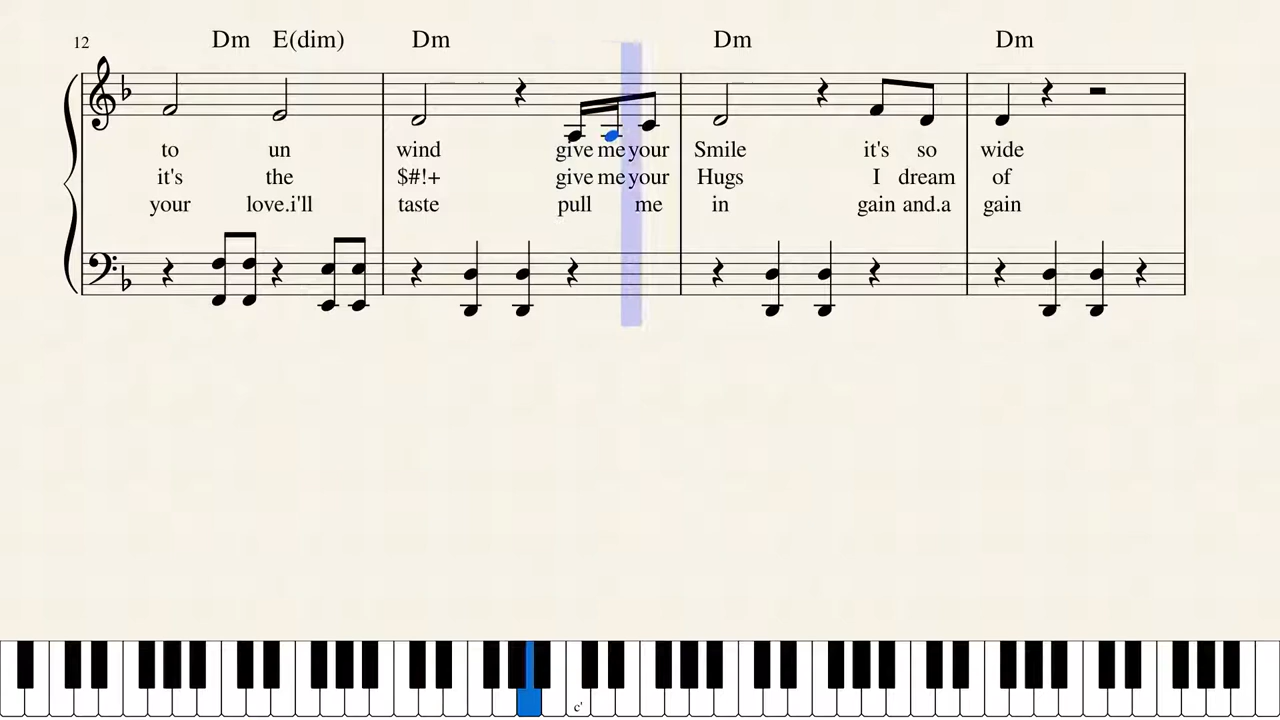 12 Dm E(dim) Dm Dm Dm
to un wind give me your Smile it's so wide
it's the $#!+ give me your Hugs I dream of
your love.i'll taste pull me in gain and.a gain
c'